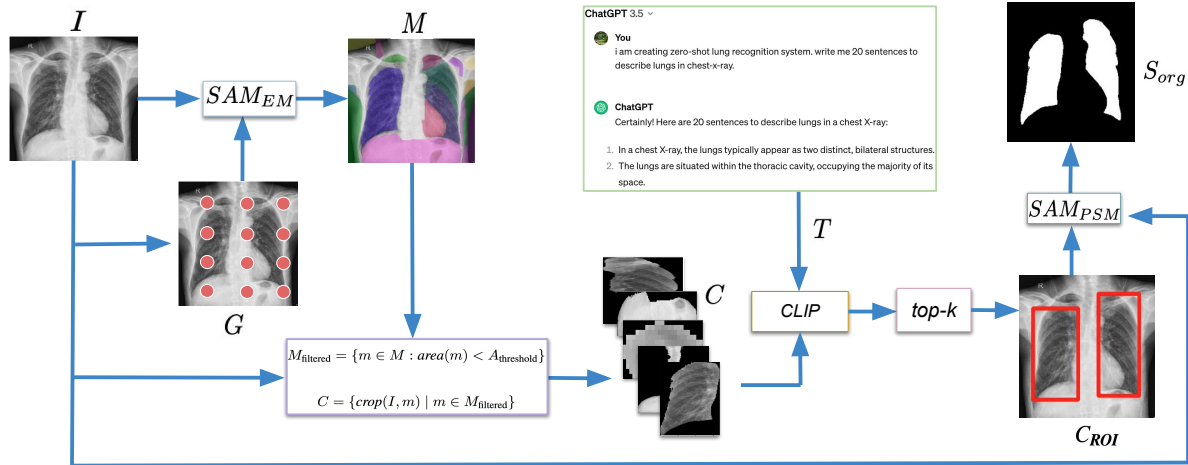 I
M
SAM_EM
G
ChatGPT 3.5
You
i am creating zero-shot lung recognition system. write me 20 sentences to
describe lungs in chest-x-ray.
ChatGPT
Certainly! Here are 20 sentences to describe lungs in a chest X-ray:
1. In a chest X-ray, the lungs typically appear as two distinct, bilateral structures.
2. The lungs are situated within the thoracic cavity, occupying the majority of its
space.
T
S_org
SAM_PSM
M_filtered = {m ∈ M : area(m) < A_threshold}
C = {crop(I, m) | m ∈ M_filtered}
C
CLIP
top-k
C_ROI
R
R
R